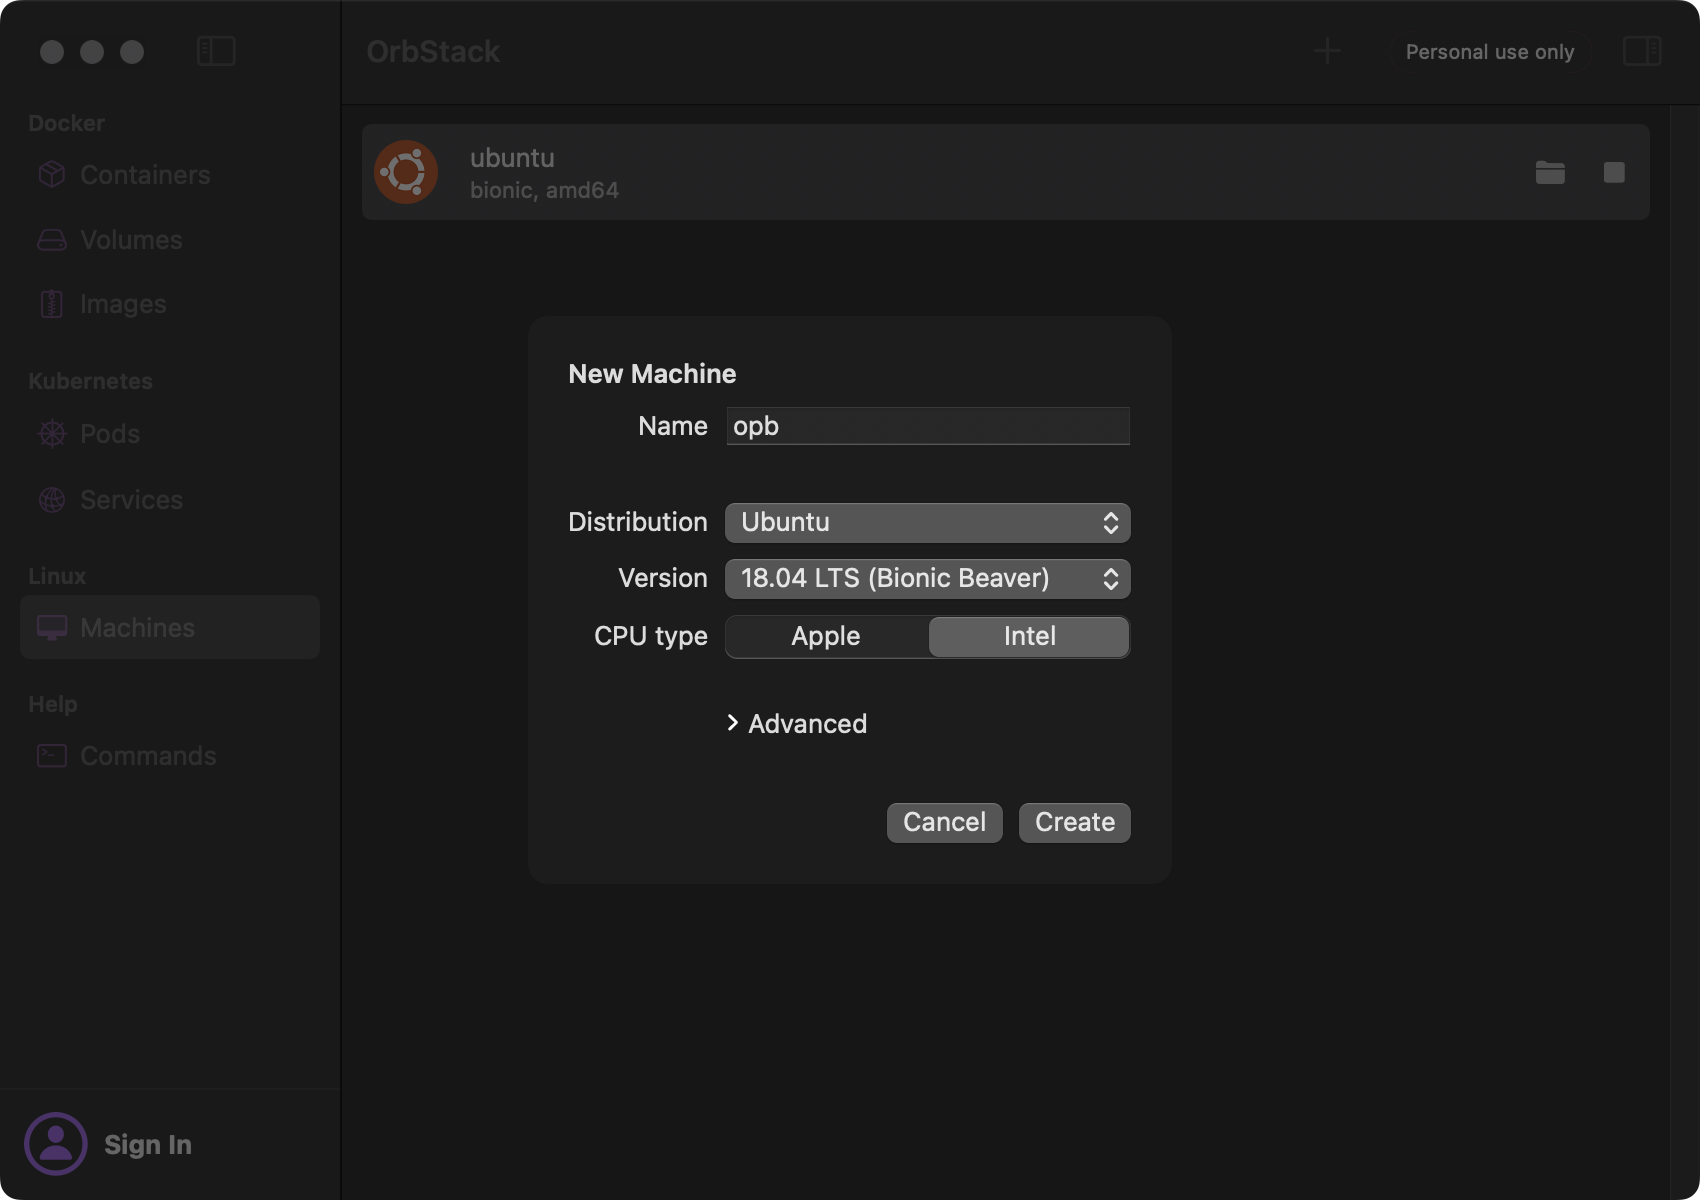 OrbStack
Personal use only
Docker
Containers
Volumes
Images
Kubernetes
Pods
Services
Linux
Machines
Help
Commands
Sign In
ubuntu
bionic, amd64
New Machine
Name opb
Distribution Ubuntu
Version 18.04 LTS (Bionic Beaver)
CPU type Apple Intel
Advanced
Cancel Create